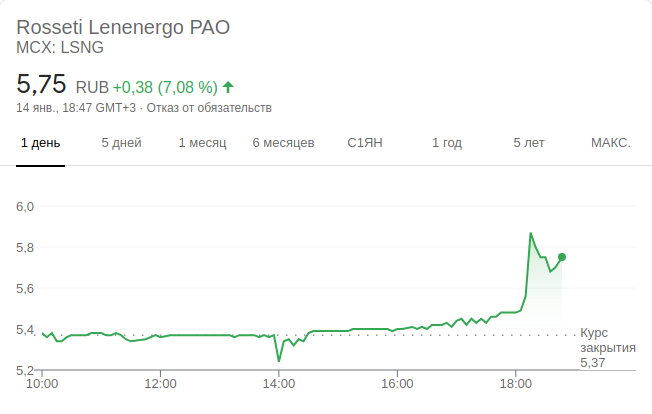 Rosseti Lenenergo PAO
MCX: LSNG
5,75 RUB +0,38 (7,08 %)
14 янв., 18:47 GMT+3 · Отказ от обязательств
1 день 5 дней 1 месяц 6 месяцев С1ЯН 1 год 5 лет МАКС.
6,0
5,8
5,6
5,4
5,2
Курс
закрытия
5,37
10:00 12:00 14:00 16:00 18:00